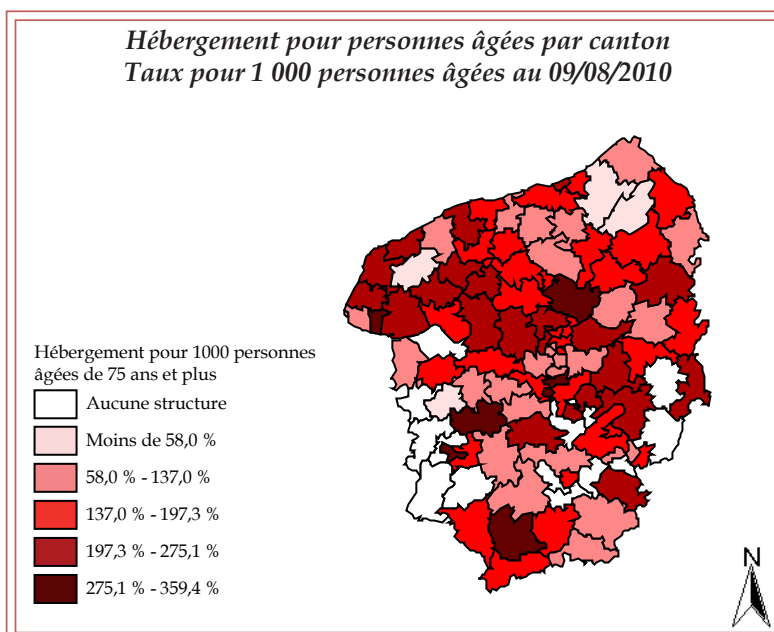 Hébergement pour personnes âgées par canton
Taux pour 1 000 personnes âgées au 09/08/2010
Hébergement pour 1000 personnes
âgées de 75 ans et plus
Aucune structure
Moins de 58,0 %
58,0 % - 137,0 %
137,0 % - 197,3 %
197,3 % - 275,1 %
275,1 % - 359,4 %
N